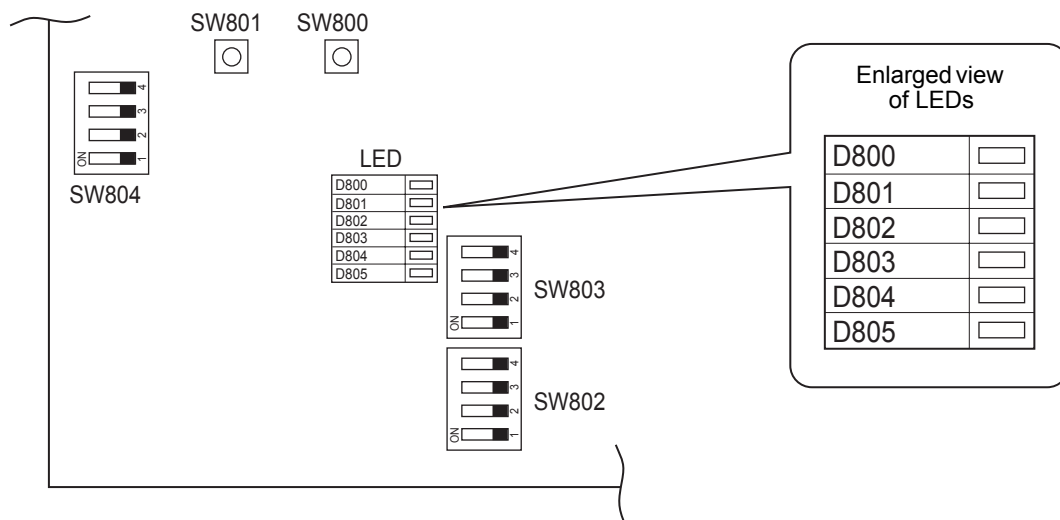 SW801
SW800
4
3
2
ON 1
SW804
LED
D800
D801
D802
D803
D804
D805
4
3
2
ON 1
SW803
4
3
2
ON 1
SW802
Enlarged view
of LEDs
D800
D801
D802
D803
D804
D805